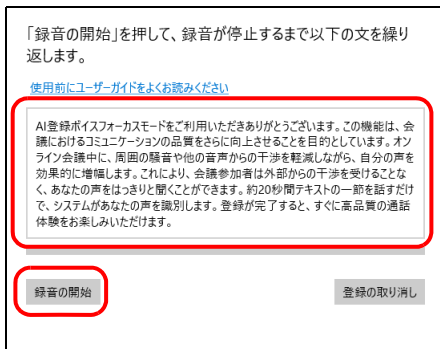 「録音の開始」を押して、録音が停止するまで以下の文を繰り
返します。
使用前にユーザーガイドをよくお読みください
AI登録ボイスフォーカスモードをご利用いただきありがとうございます。この機能は、会
議におけるコミュニケーションの品質をさらに向上させることを目的としています。オン
ライン会議中に、周囲の騒音や他の音声からの干渉を軽減しながら、自分の声を
効果的に増幅します。これにより、会議参加者は外部からの干渉を受けることな
く、あなたの声をはっきりと聞くことができます。約20秒間テキストの一節を話すだけ
で、システムがあなたの声を識別します。登録が完了すると、すぐに高品質の通話
体験をお楽しみいただけます。
録音の開始
登録の取り消し